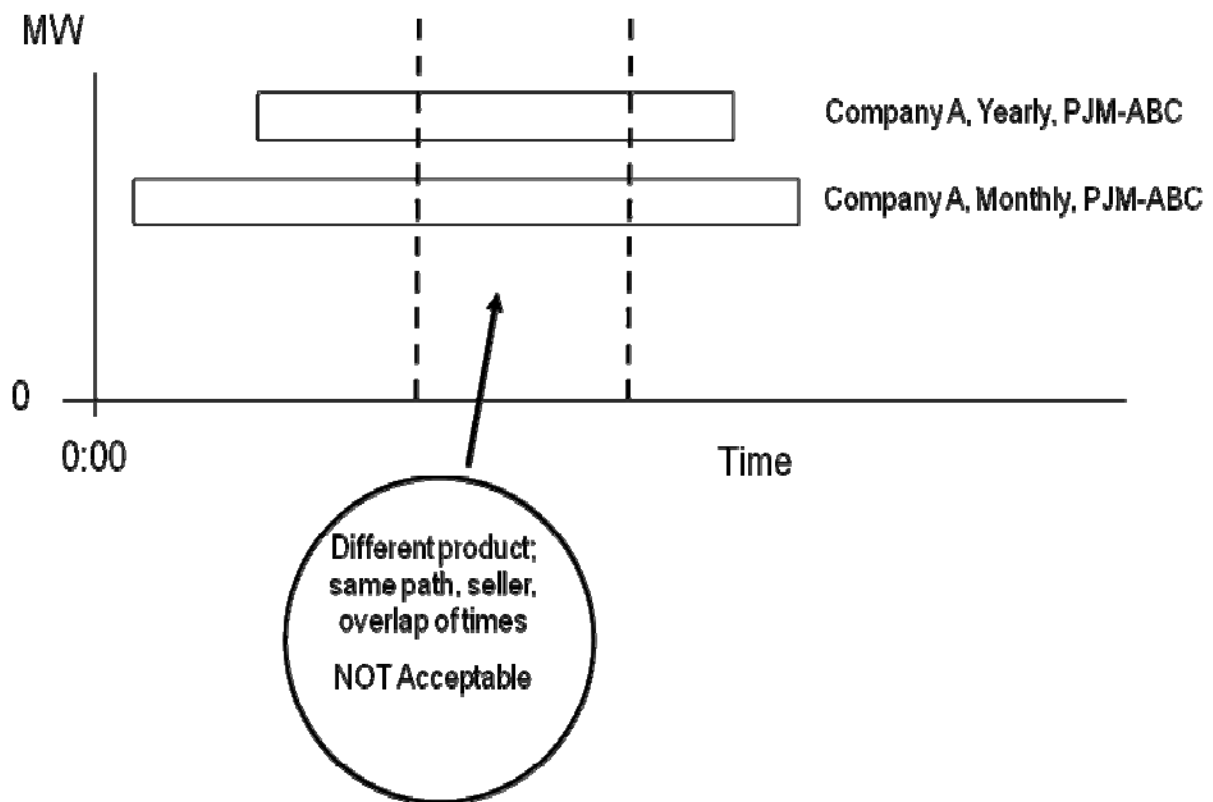 MW
Company A, Yearly, PJM-ABC
Company A, Monthly, PJM-ABC
0
0:00
Time
Different product;
same path, seller,
overlap of times
NOT Acceptable